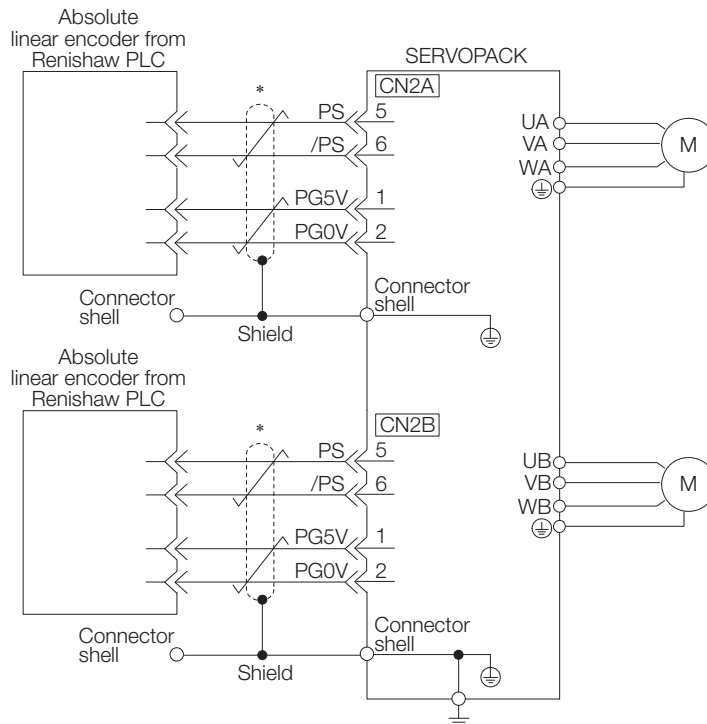 Absolute
linear encoder from
Renishaw PLC
SERVOPACK
*
CN2A
PS
5
/PS
6
PG5V
1
PG0V
2
UA
VA
WA
M
Connector
shell
Shield
Connector
shell
Absolute
linear encoder from
Renishaw PLC
*
CN2B
PS
5
/PS
6
PG5V
1
PG0V
2
UB
VB
WB
M
Connector
shell
Shield
Connector
shell